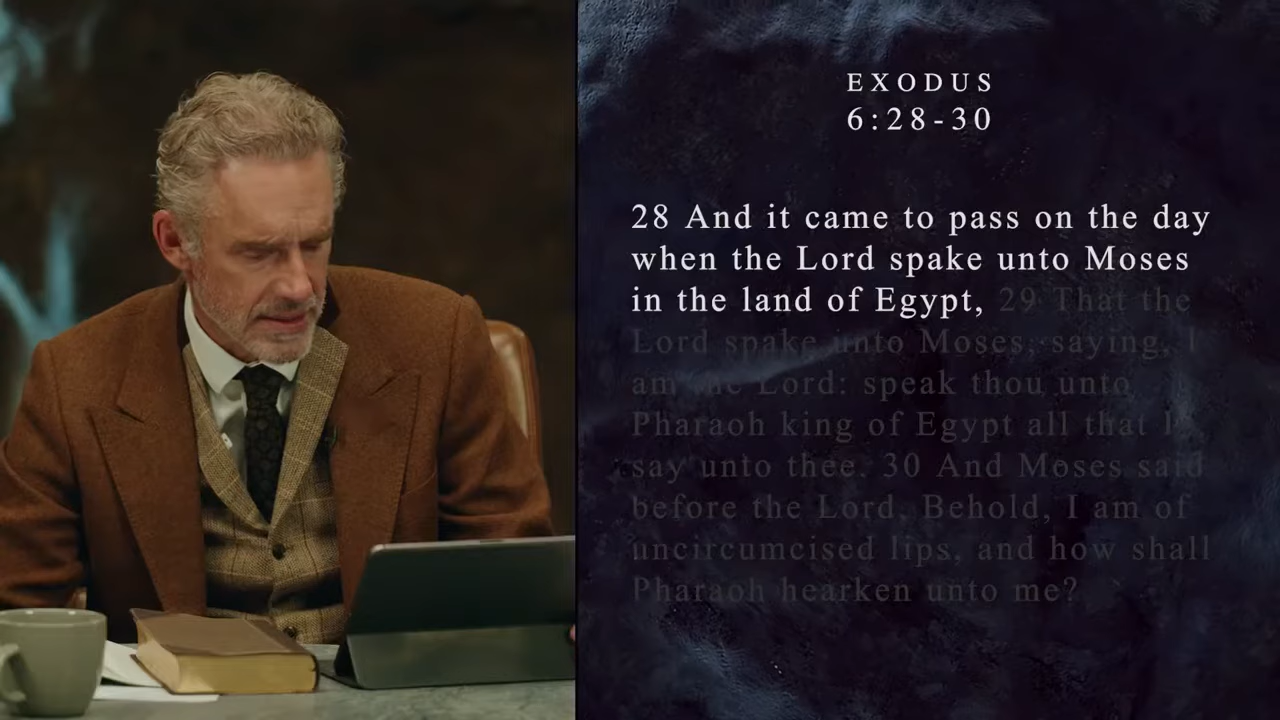 EXODUS
6:28-30
28 And it came to pass on the day
when the Lord spake unto Moses
in the land of Egypt, 29 That the
Lord spake unto Moses, saying, I
am the Lord: speak thou unto
Pharaoh king of Egypt all that I
say unto thee. 30 And Moses said
before the Lord, Behold, I am of
uncircumcised lips, and how shall
Pharaoh hearken unto me?